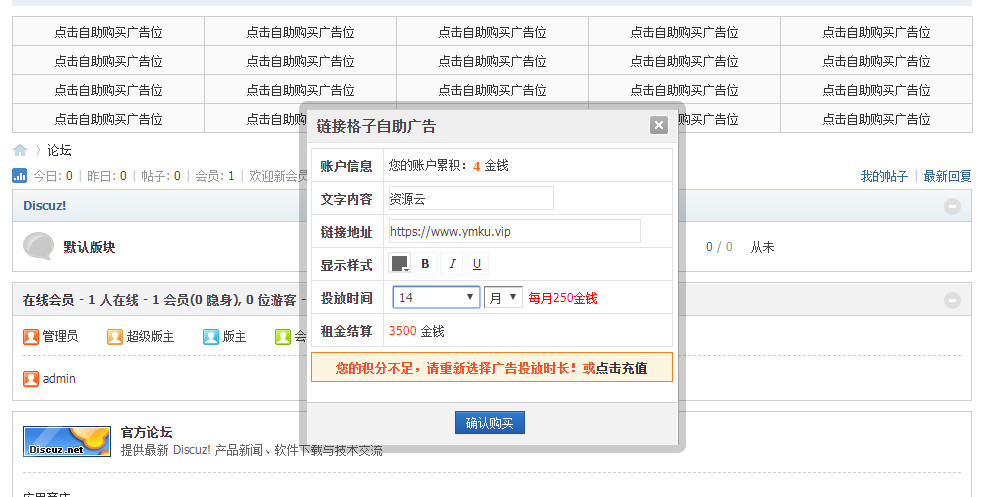 点击自助购买广告位 点击自助购买广告位 点击自助购买广告位 点击自助购买广告位 点击自助购买广告位
点击自助购买广告位 点击自助购买广告位 点击自助购买广告位 点击自助购买广告位 点击自助购买广告位
点击自助购买广告位 点击自助购买广告位 点击自助购买广告位 点击自助购买广告位 点击自助购买广告位
点击自助购买广告位 点击自助购买广告位 点击自助购买广告位
链接格子自助广告
账户信息 您的账户累积：4 金钱
文字内容 资源云
链接地址 https://www.ymku.vip
显示样式 B I U
投放时间 14 月 每月250金钱
租金结算 3500 金钱
您的积分不足，请重新选择广告投放时长！或点击充值
确认购买
论坛
今日: 0 | 昨日: 0 | 帖子: 0 | 会员: 1 | 欢迎新会员
我的帖子 | 最新回复
Discuz!
默认版块 0 / 0 从未
在线会员 - 1 人在线 - 1 会员(0 隐身), 0 位游客 -
管理员 超级版主 版主 会
admin
Discuz!.net
官方论坛
提供最新 Discuz! 产品新闻、软件下载与技术交流